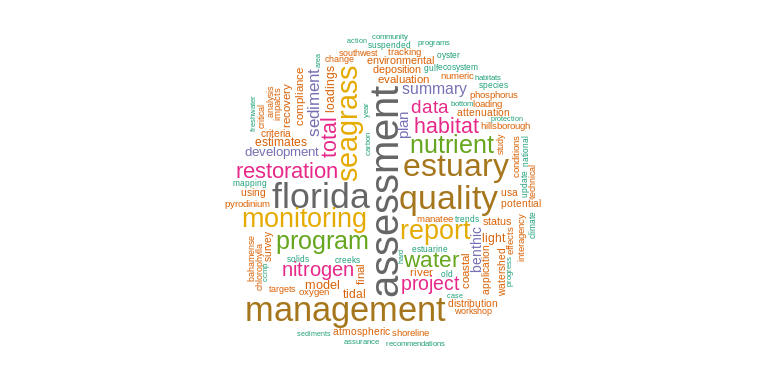 community
action
suspended
programs
southwest
tracking
oyster
area
change
environmental
deposition
gulf
ecosystem
numeric
habitats
evaluation
species
summary
phosphorus
bottom
loading
attenuation
protection
hillsborough
freshwater
critical
analysis
impacts
recovery
compliance
sediment
loadings
seagrass
year
carbon
assessment
data
plan
habitat
total
criteria
estimates
development
nutrient
study
conditions
national
estuary
restoration
mapping
using
update
technical
florida
quality
usa
potential
pyrodinium
monitoring
manatee
trends
status
climate
report
program
survey
bahamense
chlorophylla
ccmp
solids
creeks
estuarine
hard
water
benthic
light
effects
interagency
nitrogen
final
river
old
coastal
application
watershed
progress
model
project
targets
oxygen
tidal
case
distribution
management
workshop
sediments
atmospheric
shoreline
assurance
recommendations